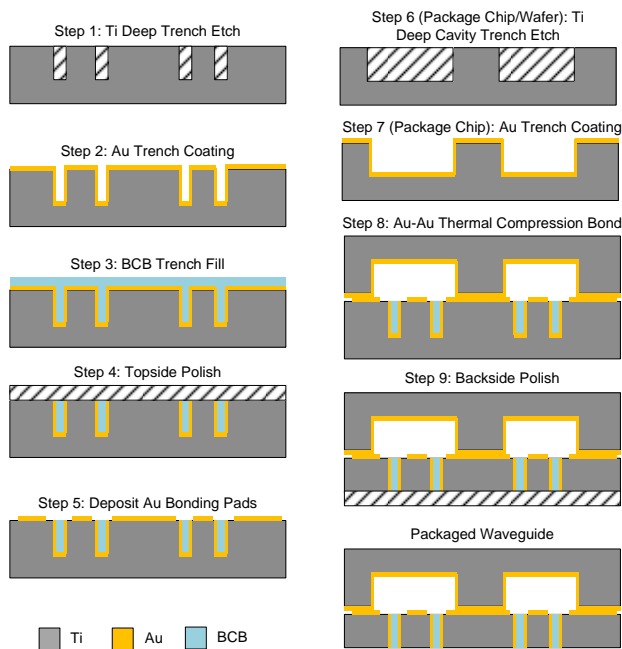 Step 1: Ti Deep Trench Etch
Step 2: Au Trench Coating
Step 3: BCB Trench Fill
Step 4: Topside Polish
Step 5: Deposit Au Bonding Pads
Ti
Au
BCB
Step 6 (Package Chip/Wafer): Ti
Deep Cavity Trench Etch
Step 7 (Package Chip): Au Trench Coating
Step 8: Au-Au Thermal Compression Bond
Step 9: Backside Polish
Packaged Waveguide